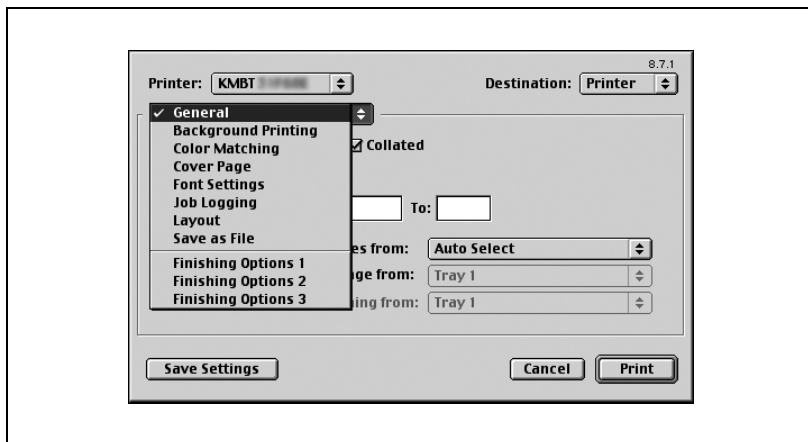 8.7.1
Printer: KMBT Destination: Printer
✓ General
Background Printing
Color Matching
Cover Page
Font Settings
Job Logging
Layout
Save as File
Finishing Options 1
Finishing Options 2
Finishing Options 3
Collated
To:
es from: Auto Select
ge from: Tray 1
ing from: Tray 1
Save Settings Cancel Print